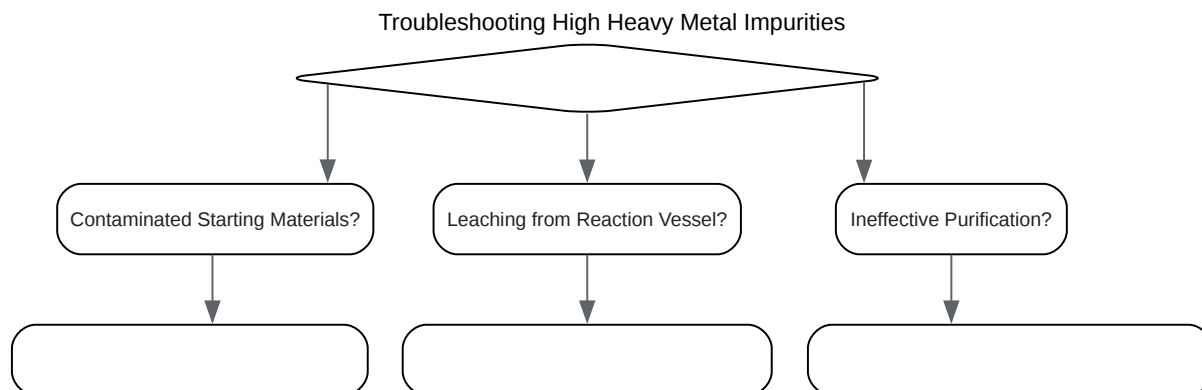 Troubleshooting High Heavy Metal Impurities
Contaminated Starting Materials?
Leaching from Reaction Vessel?
Ineffective Purification?